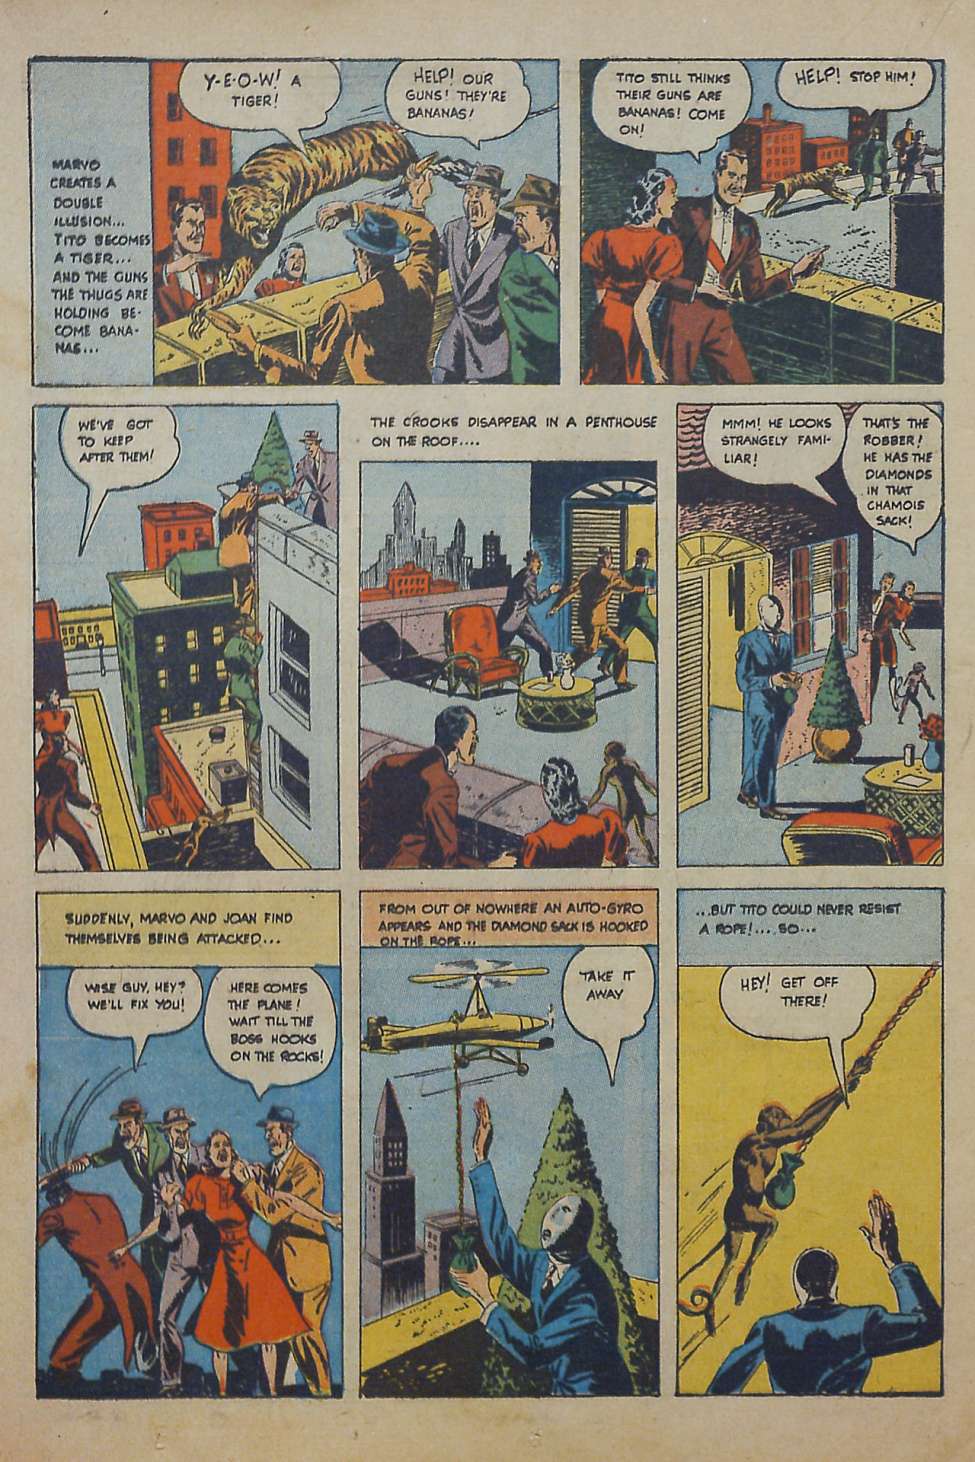 MARVO
CREATES A
DOUBLE
ILLUSION...
TITO BECOMES
A TIGER...
AND THE GUNS
THE THUGS ARE
HOLDING BE-
COME BANA-
NAS...
Y-E-O-W! A
TIGER!
HELP! OUR
GUNS! THEY'RE
BANANAS!
TITO STILL THINKS
THEIR GUNS ARE
BANANAS! COME
ON!
HELP! STOP HIM!
WE'VE GOT
TO KEEP
AFTER THEM!
THE CROOKS DISAPPEAR IN A PENTHOUSE
ON THE ROOF....
MMM! HE LOOKS
STRANGELY FAMI-
LIAR!
THAT'S THE
ROBBER!
HE HAS THE
DIAMONDS
IN THAT
CHAMOIS
SACK!
SUDDENLY, MARVO AND JOAN FIND
THEMSELVES BEING ATTACKED...
WISE GUY, HEY?
WE'LL FIX YOU!
HERE COMES
THE PLANE!
WAIT TILL THE
BOSS HOOKS
ON THE ROCKS!
FROM OUT OF NOWHERE AN AUTO-GYRO
APPEARS AND THE DIAMOND SACK IS HOOKED
ON THE ROPE...
TAKE IT
AWAY
...BUT TITO COULD NEVER RESIST
A ROPE!.... SO...
HEY! GET OFF
THERE!